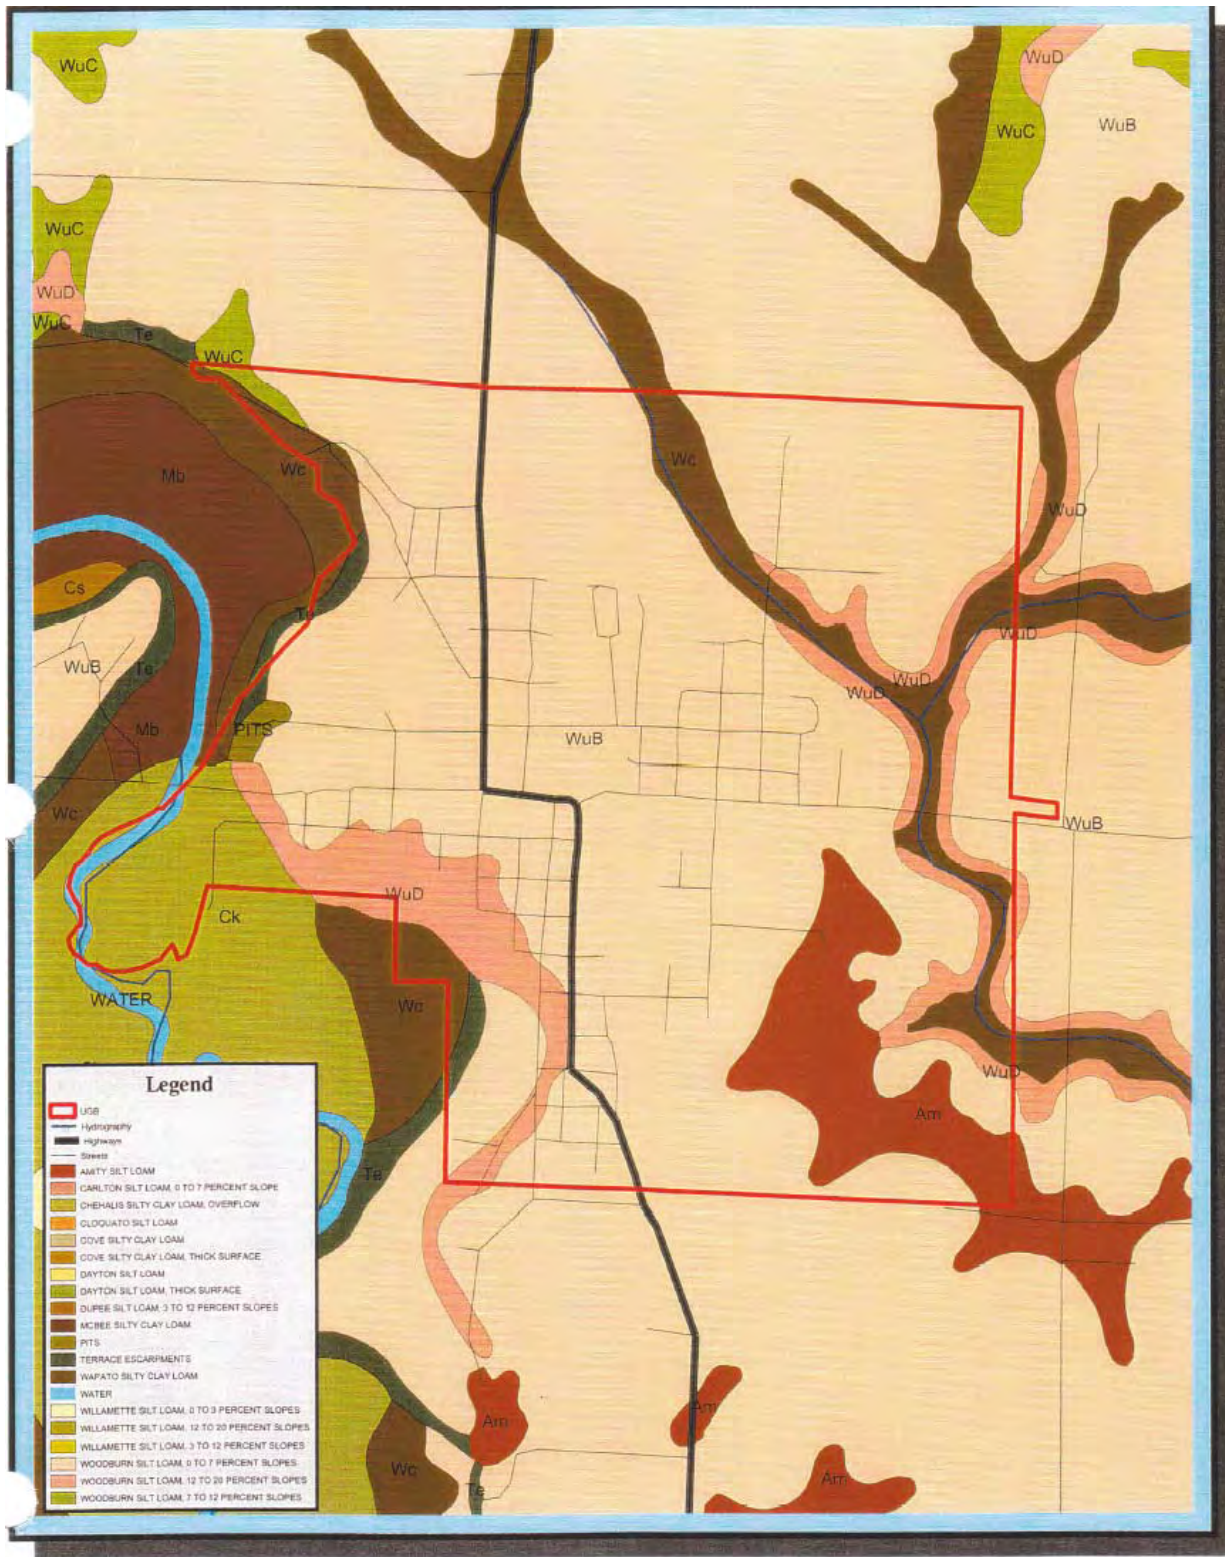 WuC
WuD
WuC
WuB
WuC
WuD
WuC
Te
WuC
Wc
Wc
Mb
WuD
Cs
Te
WuD
WuB
Te
WuD
WuD
Mb
PITS
WuB
Wc
WuB
WuD
Ck
WATER
Wc
WuD
Am
Te
Legend
UGB
Hydrography
Highways
Streets
AMITY SILT LOAM
CARLTON SILT LOAM, 0 TO 7 PERCENT SLOPE
CHEHALIS SILTY CLAY LOAM, OVERFLOW
CLOQUATO SILT LOAM
COVE SILTY CLAY LOAM
COVE SILTY CLAY LOAM, THICK SURFACE
DAYTON SILT LOAM
DAYTON SILT LOAM, THICK SURFACE
DUPEE SILT LOAM, 3 TO 12 PERCENT SLOPES
MCBEE SILTY CLAY LOAM
PITS
TERRACE ESCARPMENTS
WAPATO SILTY CLAY LOAM
WATER
WILLAMETTE SILT LOAM, 0 TO 3 PERCENT SLOPES
WILLAMETTE SILT LOAM, 12 TO 20 PERCENT SLOPES
WILLAMETTE SILT LOAM, 3 TO 12 PERCENT SLOPES
WOODBURN SILT LOAM, 0 TO 7 PERCENT SLOPES
WOODBURN SILT LOAM, 12 TO 20 PERCENT SLOPES
WOODBURN SILT LOAM, 7 TO 12 PERCENT SLOPES
Am
Am
Wc
Am
Te